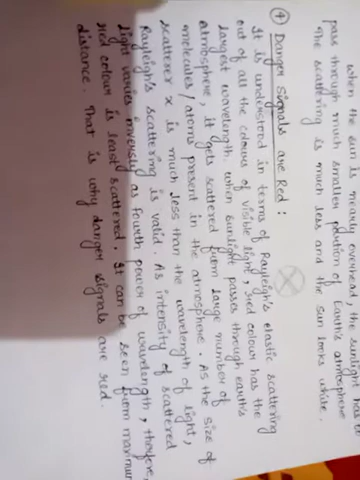 when the sun is nearly overhead, the sunlight has to
pass through much smaller portion of Earth's atmosphere
The scattering is much less and the sun looks white.
④ Danger Signals are Red :
It is understood in terms of Rayleigh's elastic scattering
out of all the colours of visible light, red colour has the
largest wavelength. when sunlight passes through earth's
atmosphere, it gets scattered from large number of
molecules/atoms present in the atmosphere. As the size of
scatterer x is much less than the wavelength of light,
Rayleigh's scattering is valid. As intensity of scattered
light varies inversely as fourth power of wavelength, therefore,
red colour is least scattered. It can be seen from maximum
distance. That is why danger signals are red.